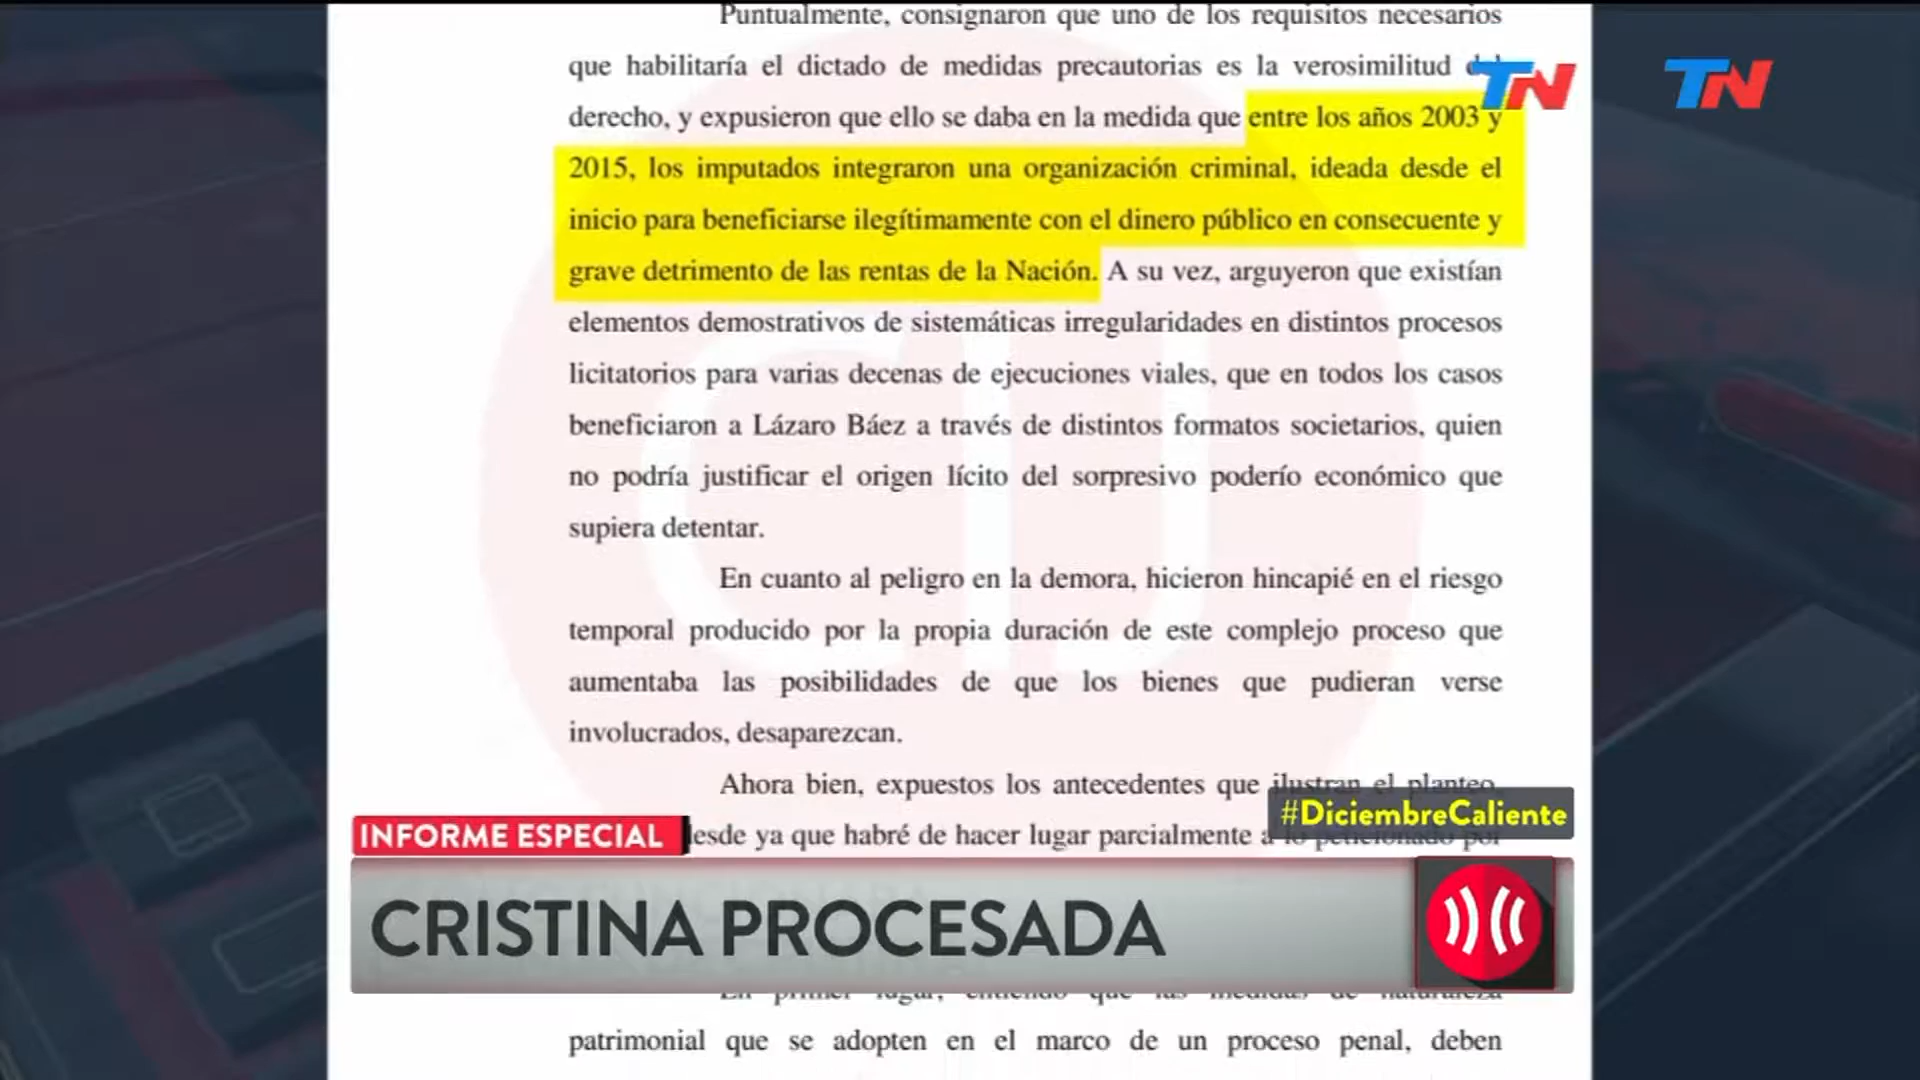 Puntualmente, consignaron que uno de los requisitos necesarios
que habilitaría el dictado de medidas precautorias es la verosimilitud
derecho, y expusieron que ello se daba en la medida que entre los años 2003 y
2015, los imputados integraron una organización criminal, ideada desde el
inicio para beneficiarse ilegítimamente con el dinero público en consecuente y
grave detrimento de las rentas de la Nación. A su vez, arguyeron que existían
elementos demostrativos de sistemáticas irregularidades en distintos procesos
licitatorios para varias decenas de ejecuciones viales, que en todos los casos
beneficiaron a Lázaro Báez a través de distintos formatos societarios, quien
no podría justificar el origen lícito del sorpresivo poderío económico que
supiera detentar.
En cuanto al peligro en la demora, hicieron hincapié en el riesgo
temporal producido por la propia duración de este complejo proceso que
aumentaba las posibilidades de que los bienes que pudieran verse
involucrados, desaparezcan.
Ahora bien, expuestos los antecedentes que ilustran el planteo,
ya que habré de hacer lugar parcialmente a
patrimonial que se adopten en el marco de un proceso penal, deben
TN
TN
#DiciembreCaliente
INFORME ESPECIAL
CRISTINA PROCESADA